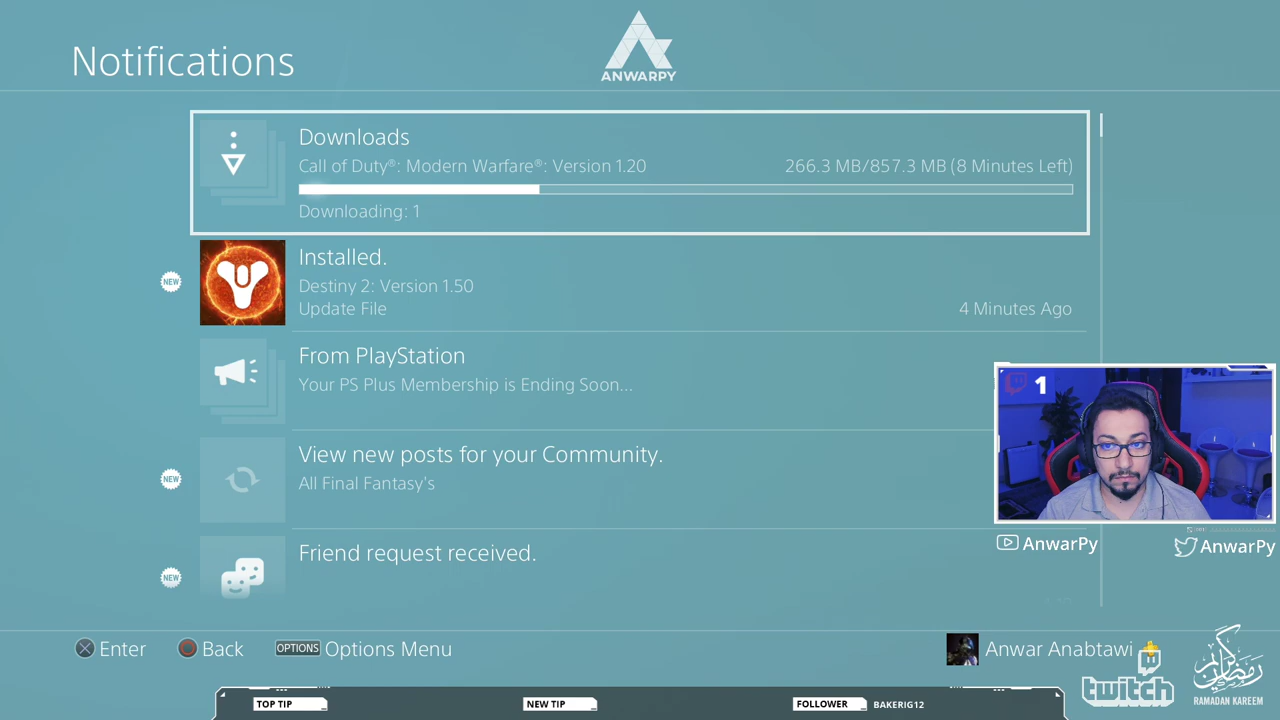 Notifications
ANWARPY
Downloads
Call of Duty®: Modern Warfare®: Version 1.20
266.3 MB/857.3 MB (8 Minutes Left)
Downloading: 1
NEW
Installed.
Destiny 2: Version 1.50
Update File
4 Minutes Ago
From PlayStation
Your PS Plus Membership is Ending Soon...
1
NEW
View new posts for your Community.
All Final Fantasy's
AnwarPy
AnwarPy
NEW
Friend request received.
Enter
Back
OPTIONS
Options Menu
Anwar Anabtawi
twitch
رمضان كريم
RAMADAN KAREEM
TOP TIP
NEW TIP
FOLLOWER
BAKERIG12